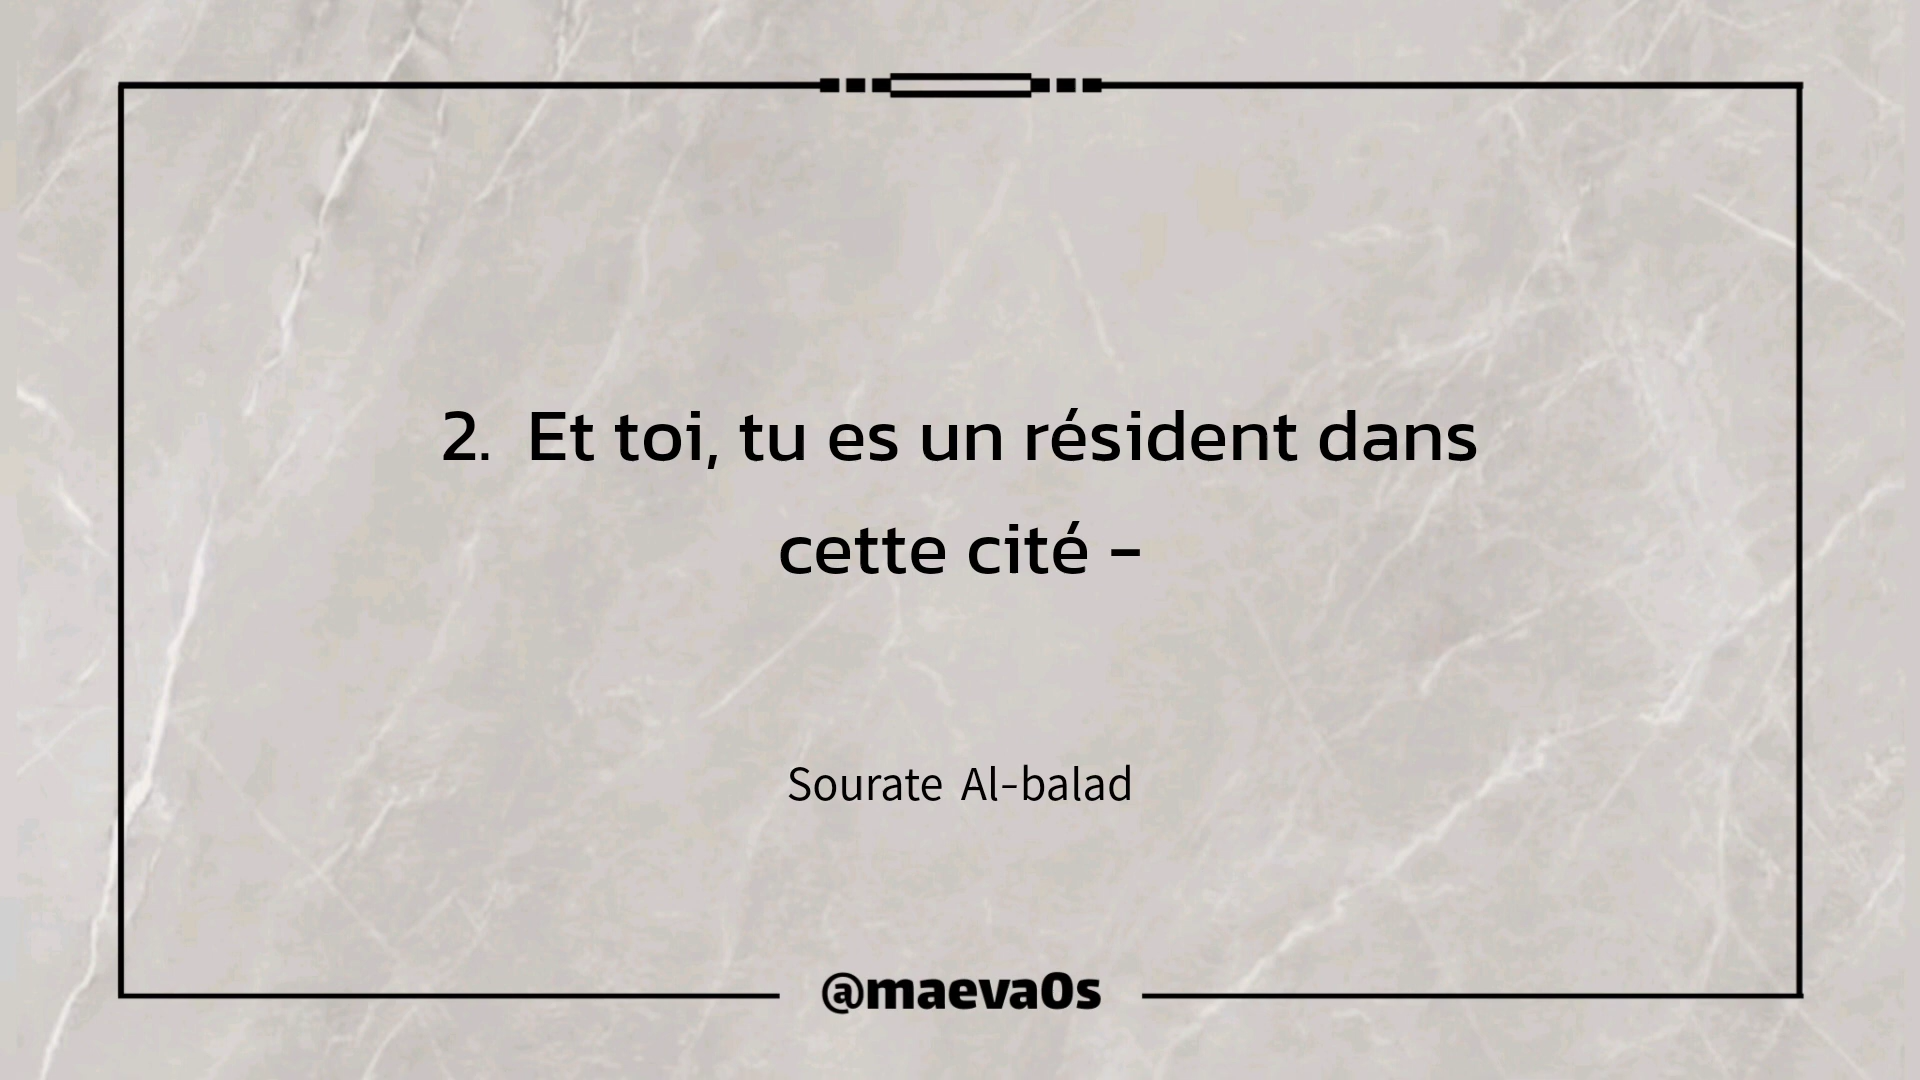 2. Et toi, tu es un résident dans
cette cité –
Sourate Al-balad
@maeva0s